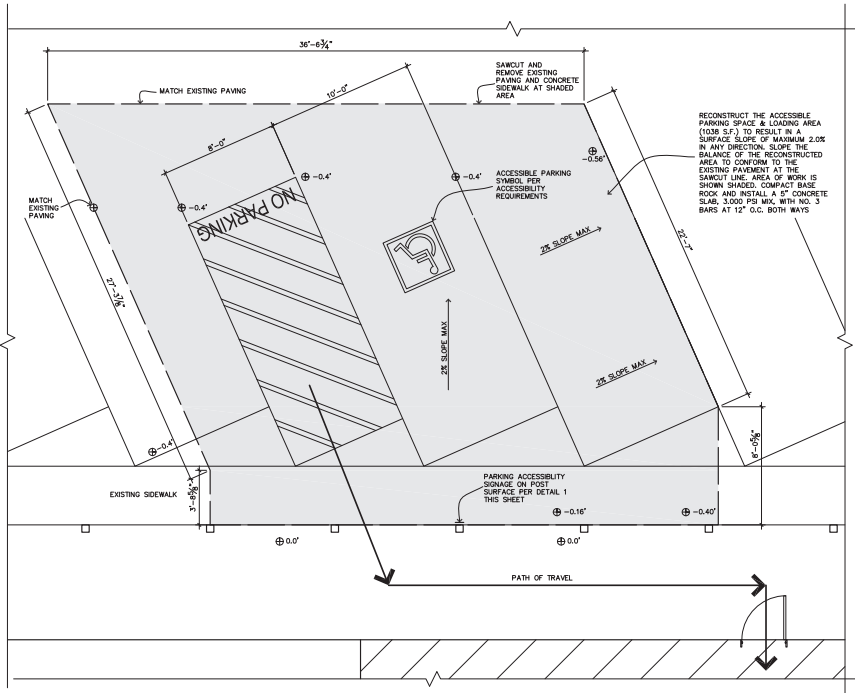 36'-6¾"
MATCH EXISTING PAVING
SAWCUT AND
REMOVE EXISTING
PAVING AND CONCRETE
SIDEWALK AT SHADED
AREA
10'-0"
8'-0"
RECONSTRUCT THE ACCESSIBLE
PARKING SPACE & LOADING AREA
(1038 S.F.) TO RESULT IN A
SURFACE SLOPE OF MAXIMUM 2.0%
IN ANY DIRECTION. SLOPE THE
BALANCE OF THE RECONSTRUCTED
AREA TO CONFORM TO THE
EXISTING PAVEMENT AT THE
SAWCUT LINE. AREA OF WORK IS
SHOWN SHADED. COMPACT BASE
ROCK AND INSTALL A 5" CONCRETE
SLAB, 3.000 PSI MIX, WITH NO. 3
BARS AT 12" O.C. BOTH WAYS
-0.56'
-0.4'
-0.4'
-0.4'
ACCESSIBLE PARKING
SYMBOL PER
ACCESSIBILITY
REQUIREMENTS
MATCH
EXISTING
PAVING
NO PARKING
2% SLOPE MAX
22'-7"
27'-3⅞"
2% SLOPE MAX
2% SLOPE MAX
-0.4'
8'-0⅝"
EXISTING SIDEWALK
3'-8⅝"
PARKING ACCESSIBLITY
SIGNAGE ON POST
SURFACE PER DETAIL 1
THIS SHEET
-0.16'
-0.40'
0.0'
0.0'
PATH OF TRAVEL